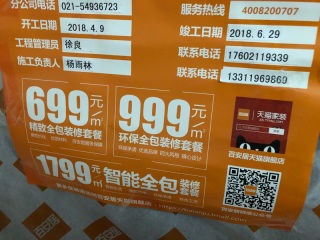 分公司电话 021-54936723
服务热线 4008200707
开工日期 2018.4.9
竣工日期 2018.6.29
工程管理员 徐良
联系电话 17602119339
施工负责人 杨雨林
联系电话 13311969869
699元/㎡
精致全包装修套餐
999元/㎡
环保全包装修套餐
天猫家装
百安居天猫旗舰店
1799元/㎡ 智能全包装修套餐